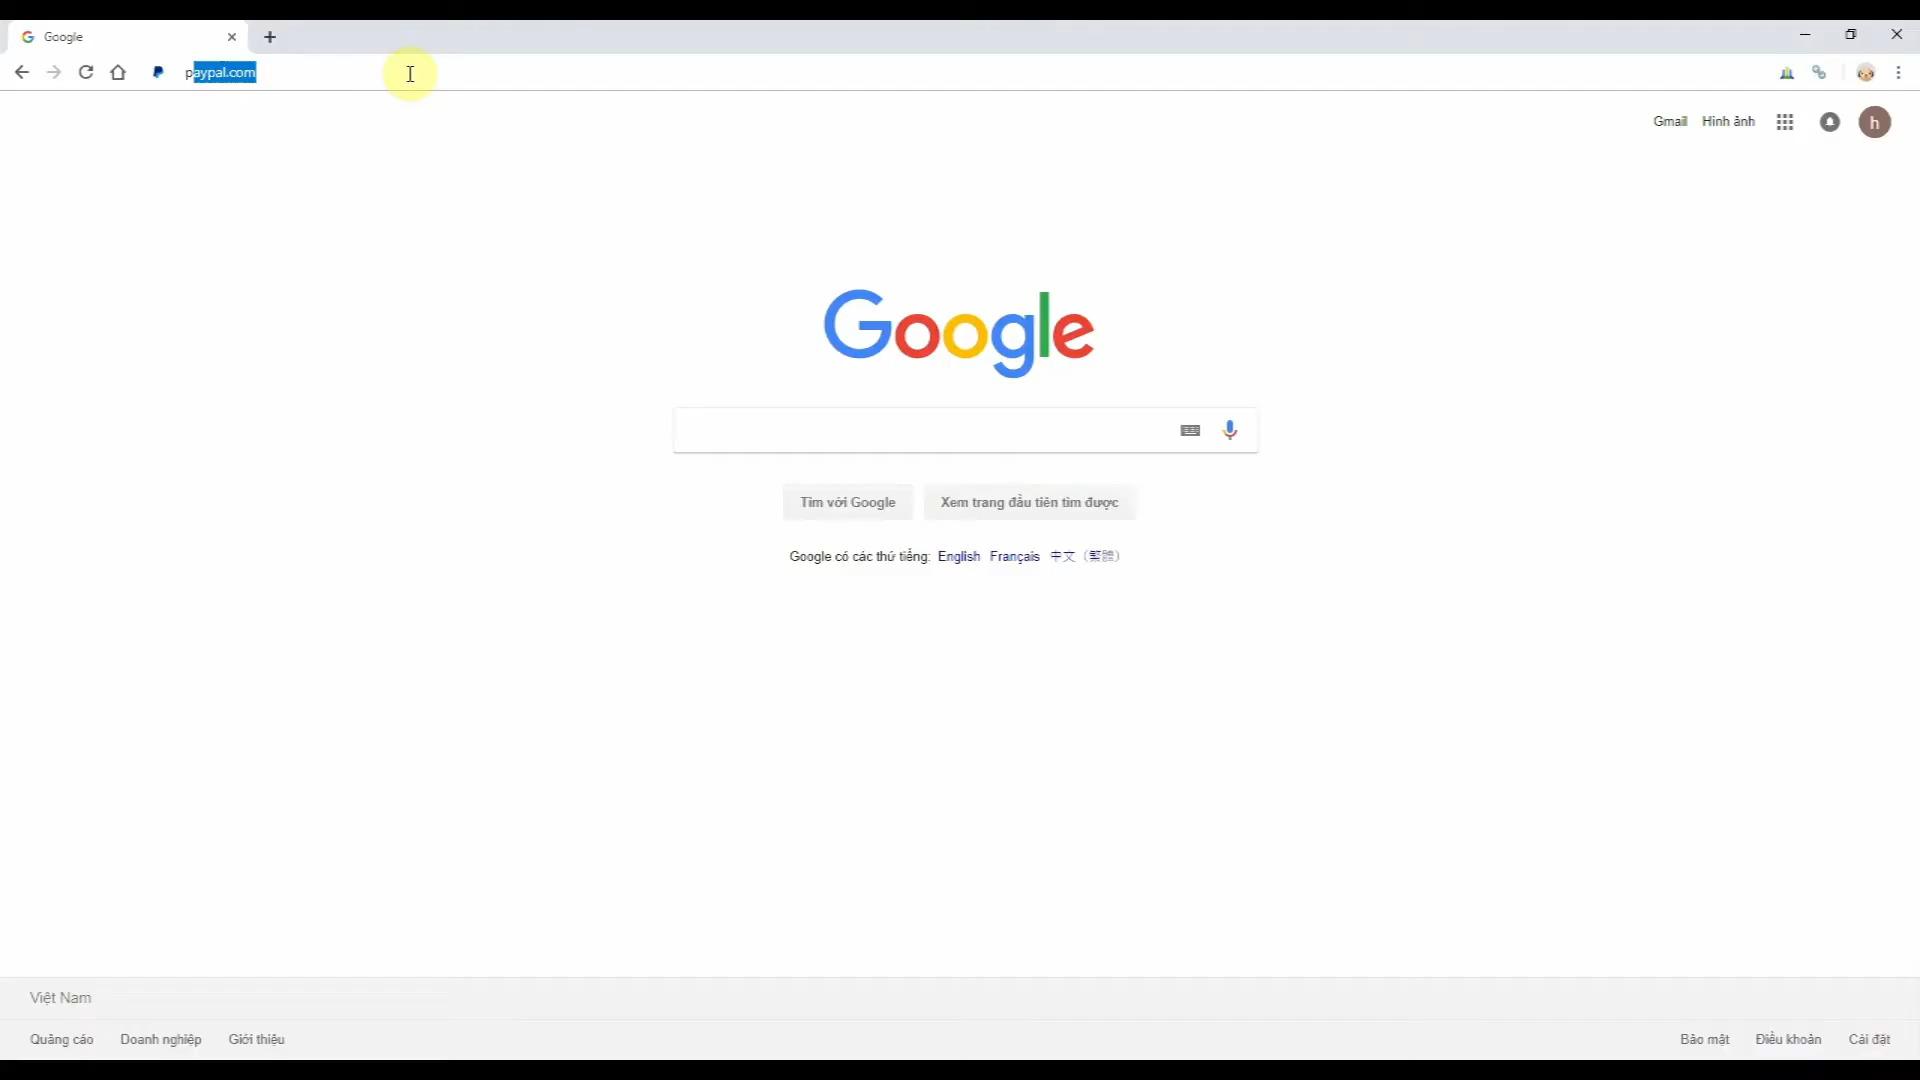 Google
paypal.com
Gmail Hình ảnh
h
Google
Tìm với Google Xem trang đầu tiên tìm được
Google có các thứ tiếng: English Français 中文（繁體）
Việt Nam
Quảng cáo Doanh nghiệp Giới thiệu Bảo mật Điều khoản Cài đặt